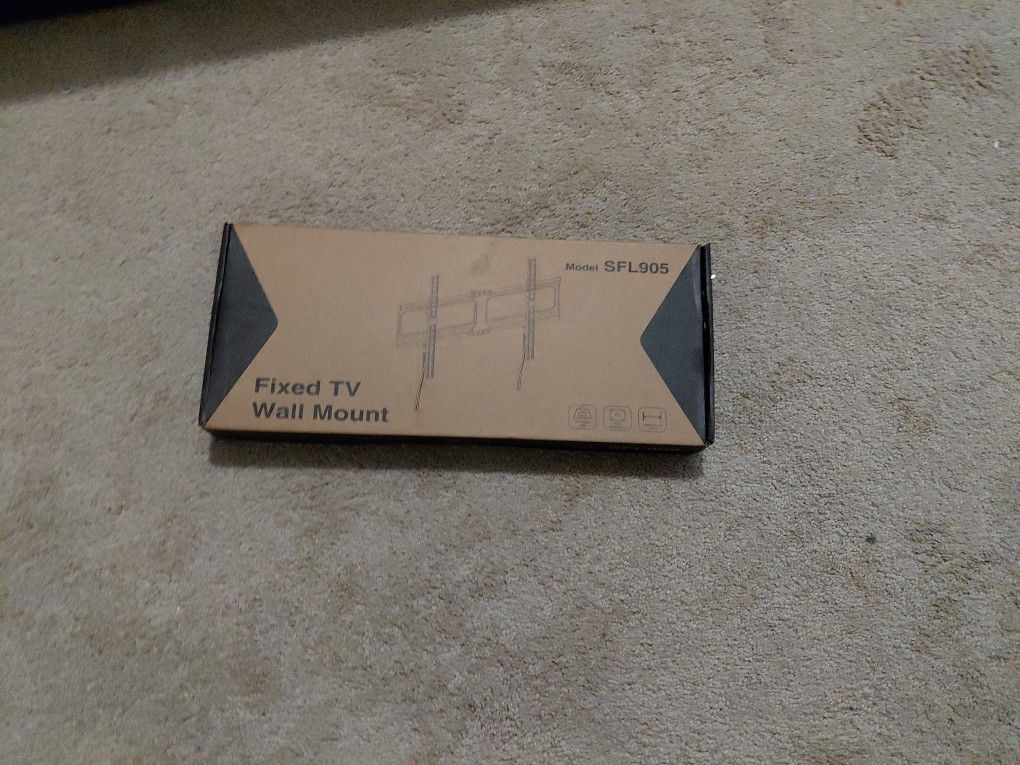 Model SFL905
Fixed TV
Wall Mount